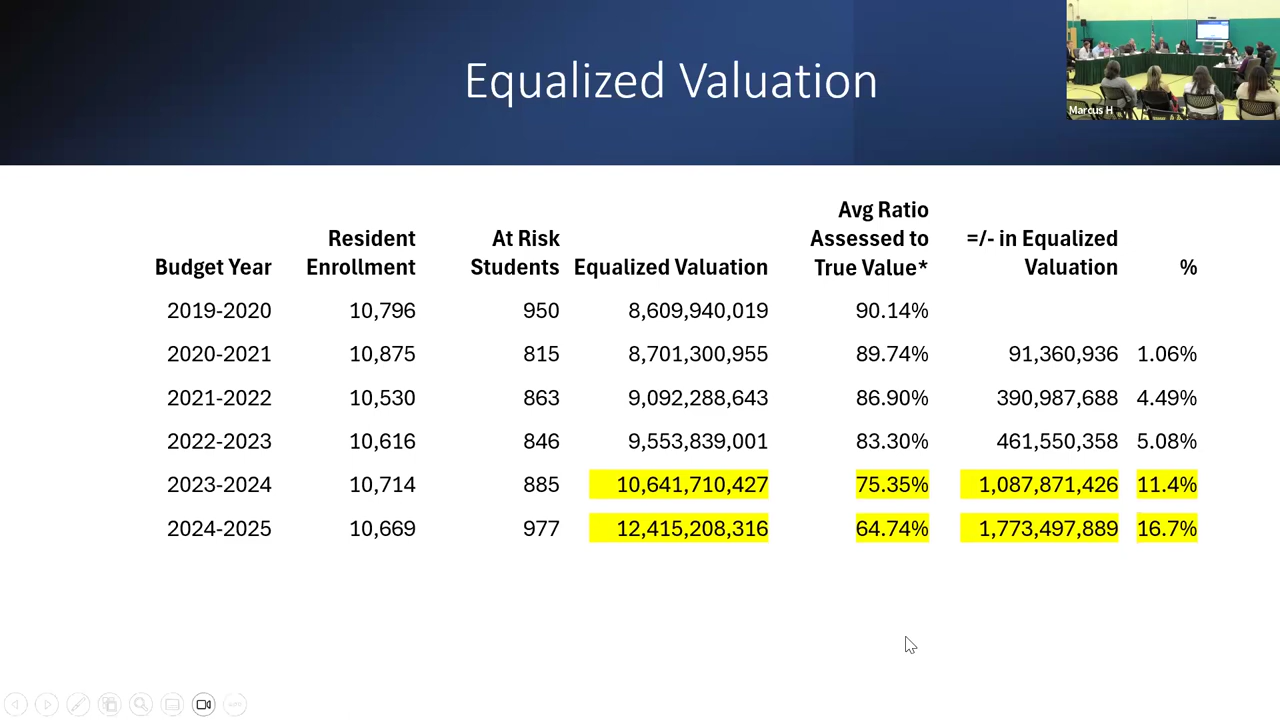 Equalized Valuation
Marcus H
Avg Ratio
Resident At Risk Assessed to =/- in Equalized
Budget Year Enrollment Students Equalized Valuation True Value* Valuation %
2019-2020 10,796 950 8,609,940,019 90.14%
2020-2021 10,875 815 8,701,300,955 89.74% 91,360,936 1.06%
2021-2022 10,530 863 9,092,288,643 86.90% 390,987,688 4.49%
2022-2023 10,616 846 9,553,839,001 83.30% 461,550,358 5.08%
2023-2024 10,714 885 10,641,710,427 75.35% 1,087,871,426 11.4%
2024-2025 10,669 977 12,415,208,316 64.74% 1,773,497,889 16.7%